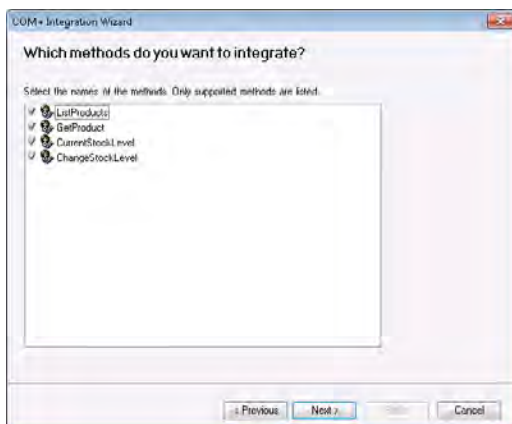 COM+ Integration Wizard
Which methods do you want to integrate?
Select the names of the methods. Only supported methods are listed.
ListProducts
GetProduct
CurrentStockLevel
ChangeStockLevel
< Previous
Next >
Cancel